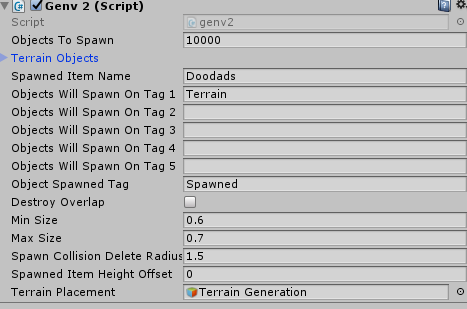 Genv 2 (Script)
Script genv2
Objects To Spawn 10000
Terrain Objects
Spawned Item Name Doodads
Objects Will Spawn On Tag 1 Terrain
Objects Will Spawn On Tag 2
Objects Will Spawn On Tag 3
Objects Will Spawn On Tag 4
Objects Will Spawn On Tag 5
Object Spawned Tag Spawned
Destroy Overlap
Min Size 0.6
Max Size 0.7
Spawn Collision Delete Radius 1.5
Spawned Item Height Offset 0
Terrain Placement Terrain Generation